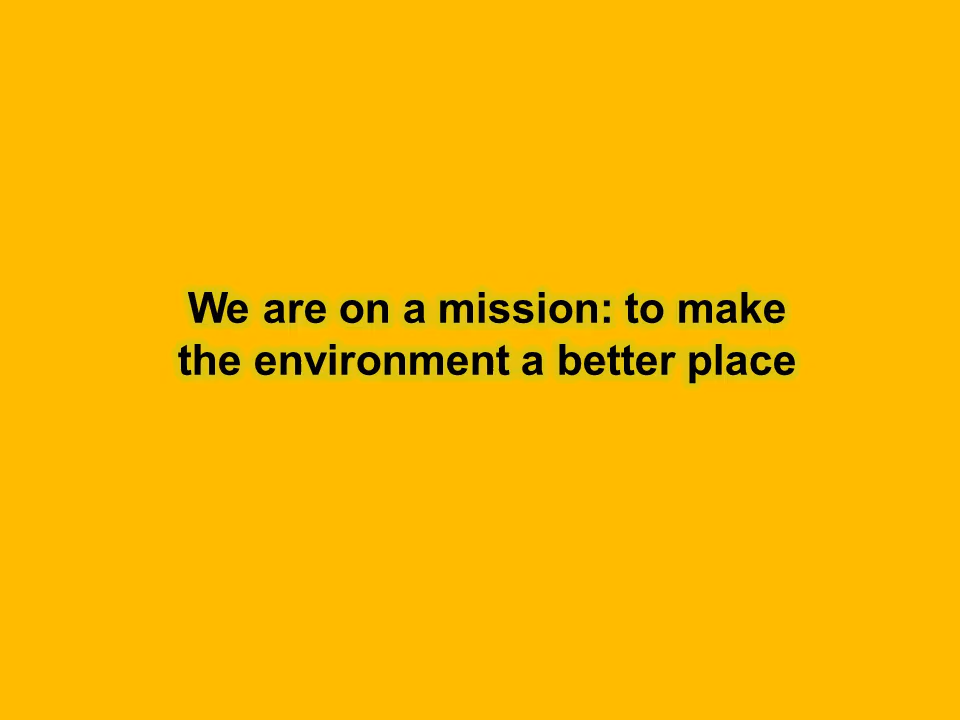 We are on a mission: to make
the environment a better place